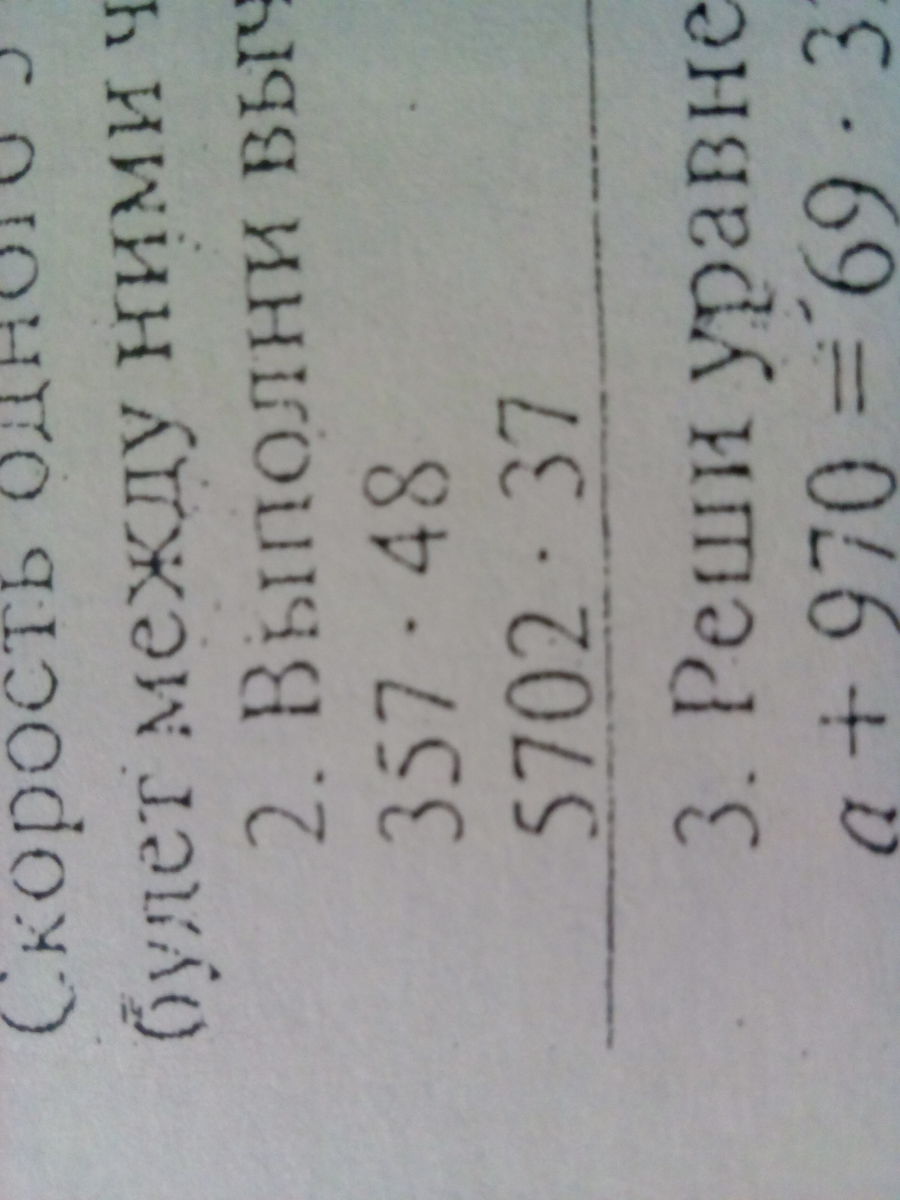 Скорость одного
будет между ними
2. Выполни выч
357 · 48
5702 · 37
3. Реши уравне
a + 970 = 69 · 3